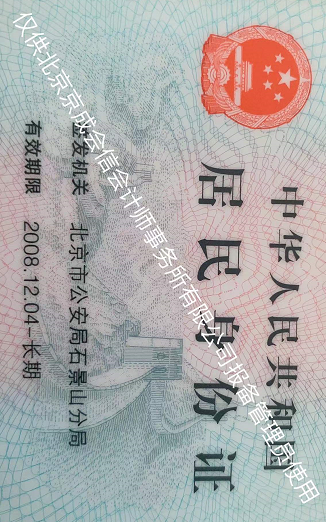 中华人民共和国
居民身份证
签发机关 北京市公安局石景山分局
有效期限 2008.12.04-长期
仅供北京京成会信会计师事务所有限公司报备管理员使用